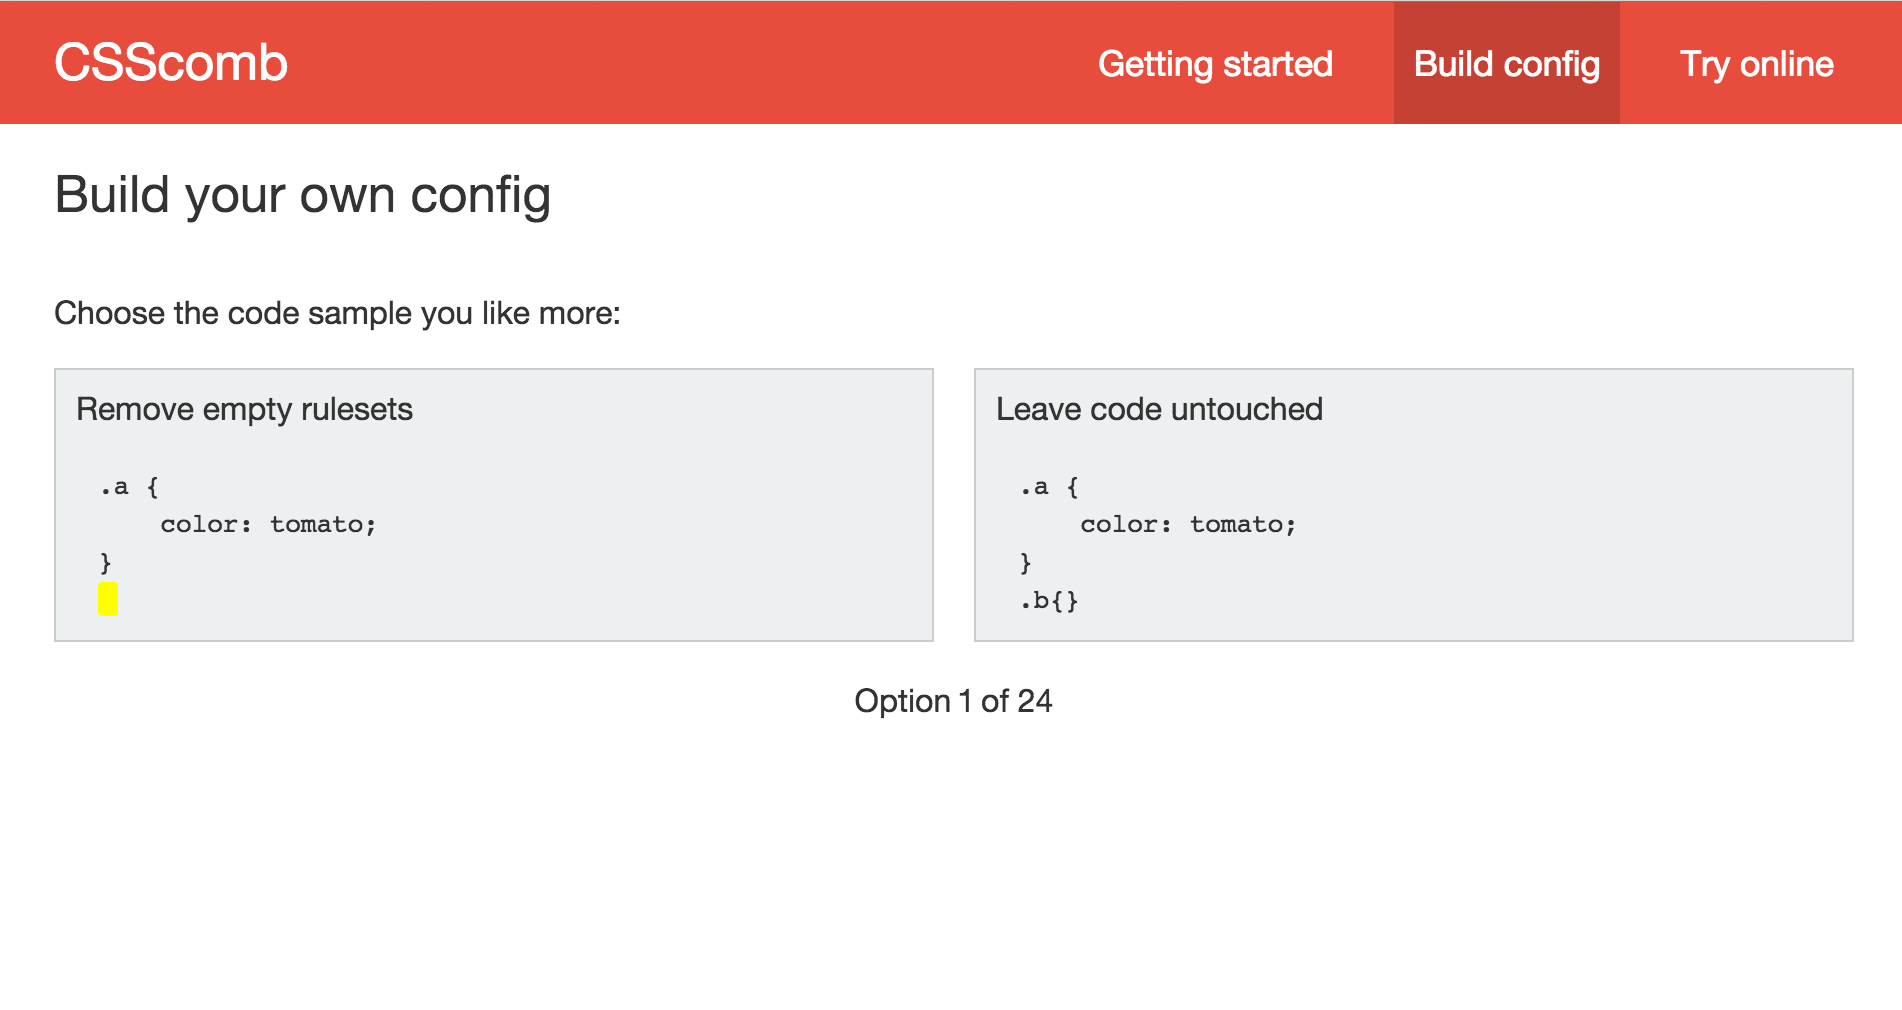 CSScomb
Getting started
Build config
Try online
Build your own config
Choose the code sample you like more:
Remove empty rulesets
.a {
    color: tomato;
}
Leave code untouched
.a {
    color: tomato;
}
.b{}
Option 1 of 24